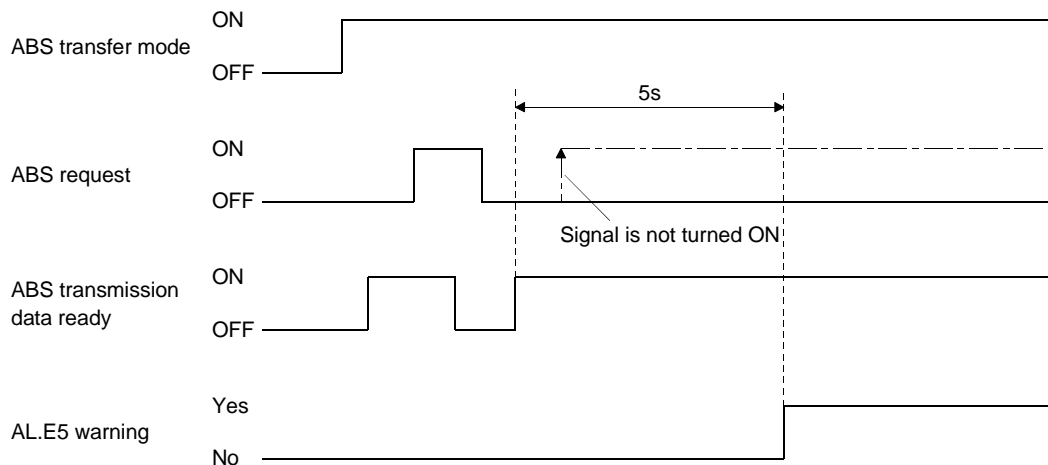 ON
ABS transfer mode
OFF
5s
ON
ABS request
OFF
Signal is not turned ON
ON
ABS transmission
data ready
OFF
Yes
AL.E5 warning
No